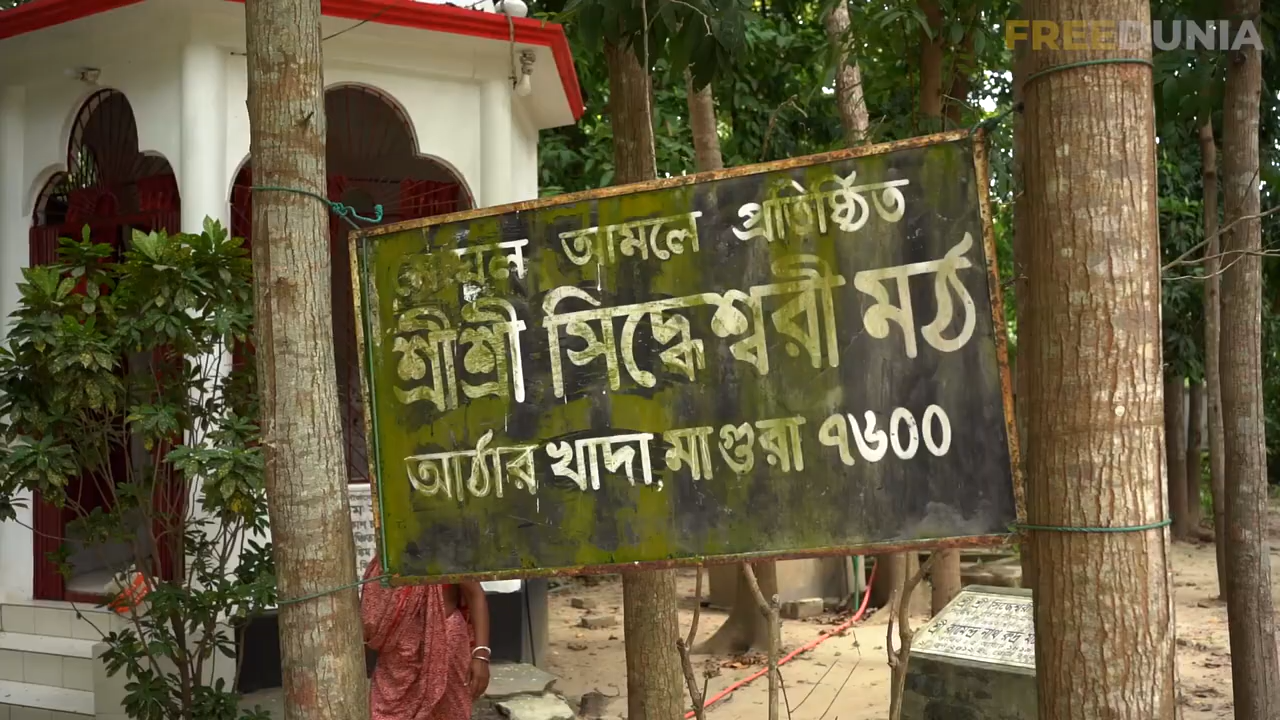 FREEDUNIA
আমলে প্রতিষ্ঠিত
শ্রীশ্রী সিদ্ধেশ্বরী মঠ
আঠার খাদা, মাগুরা ৭৬০০